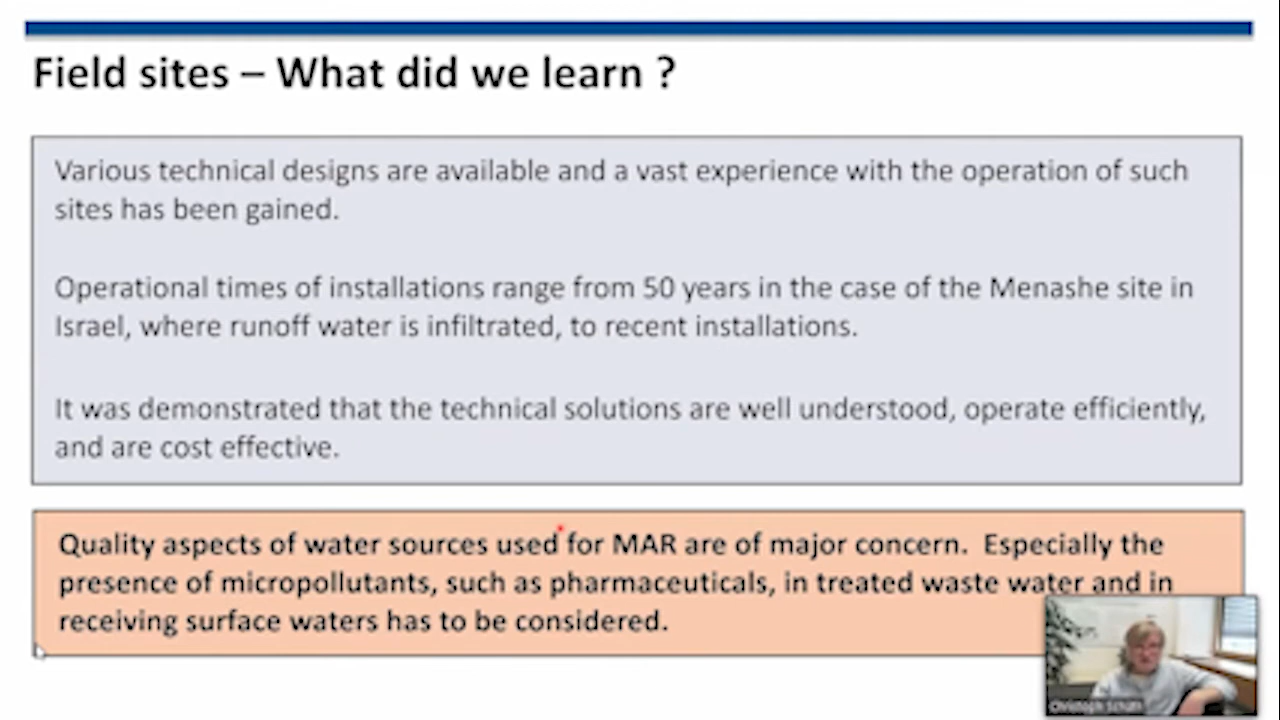 Field sites – What did we learn ?
Various technical designs are available and a vast experience with the operation of such
sites has been gained.
Operational times of installations range from 50 years in the case of the Menashe site in
Israel, where runoff water is infiltrated, to recent installations.
It was demonstrated that the technical solutions are well understood, operate efficiently,
and are cost effective.
Quality aspects of water sources used for MAR are of major concern. Especially the
presence of micropollutants, such as pharmaceuticals, in treated waste water and in
receiving surface waters has to be considered.
Christoph